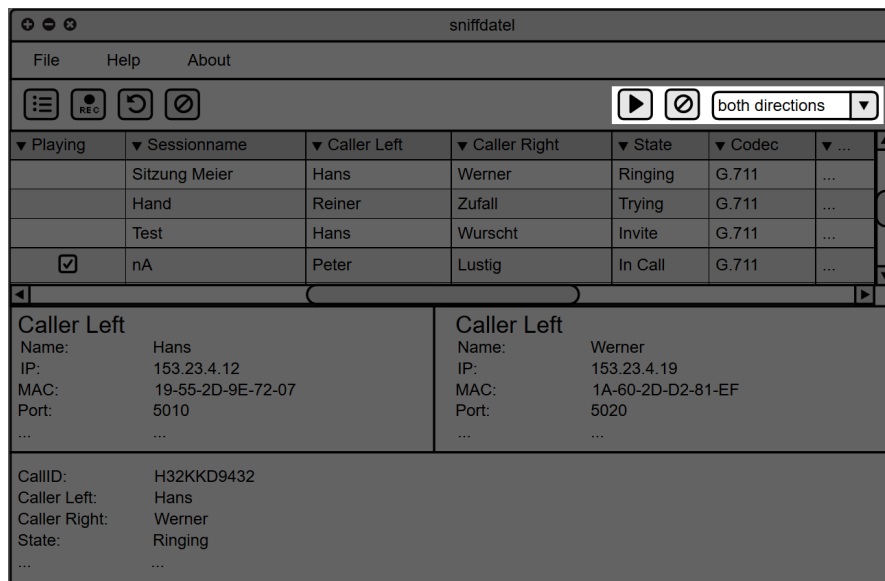 sniffdatel
File Help About
REC both directions
▼ Playing ▼ Sessionname ▼ Caller Left ▼ Caller Right ▼ State ▼ Codec ▼ ...
Sitzung Meier Hans Werner Ringing G.711 ...
Hand Reiner Zufall Trying G.711 ...
Test Hans Wurscht Invite G.711 ...
nA Peter Lustig In Call G.711 ...
Caller Left
Name: Hans
IP: 153.23.4.12
MAC: 19-55-2D-9E-72-07
Port: 5010
... ...
Caller Left
Name: Werner
IP: 153.23.4.19
MAC: 1A-60-2D-D2-81-EF
Port: 5020
... ...
CallID: H32KKD9432
Caller Left: Hans
Caller Right: Werner
State: Ringing
... ...